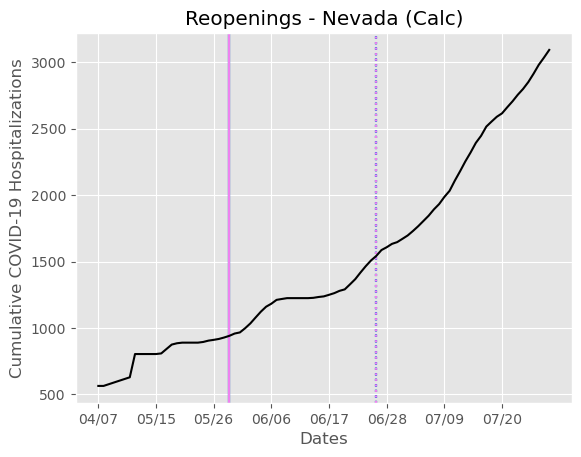 Reopenings - Nevada (Calc)
Cumulative COVID-19 Hospitalizations
3000
2500
2000
1500
1000
500
04/07 05/15 05/26 06/06 06/17 06/28 07/09 07/20
Dates